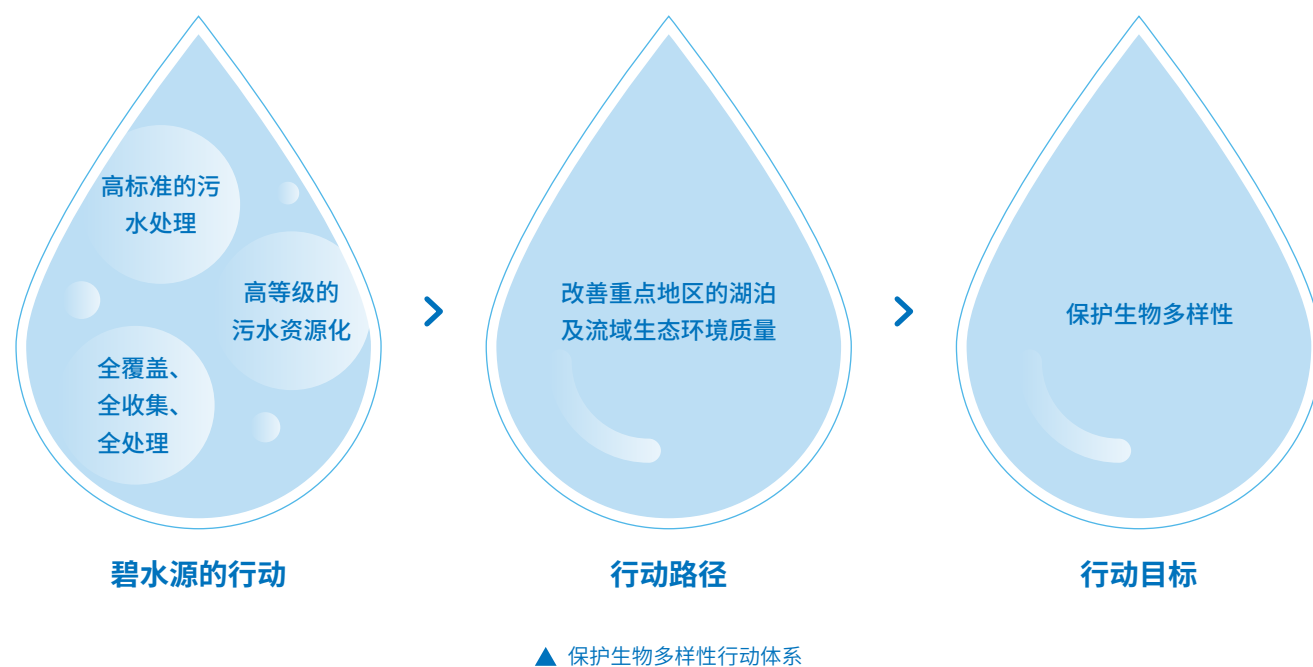 高标准的污
水处理
高等级的
污水资源化
全覆盖、
全收集、
全处理
碧水源的行动
改善重点地区的湖泊
及流域生态环境质量
行动路径
保护生物多样性
行动目标
▲ 保护生物多样性行动体系